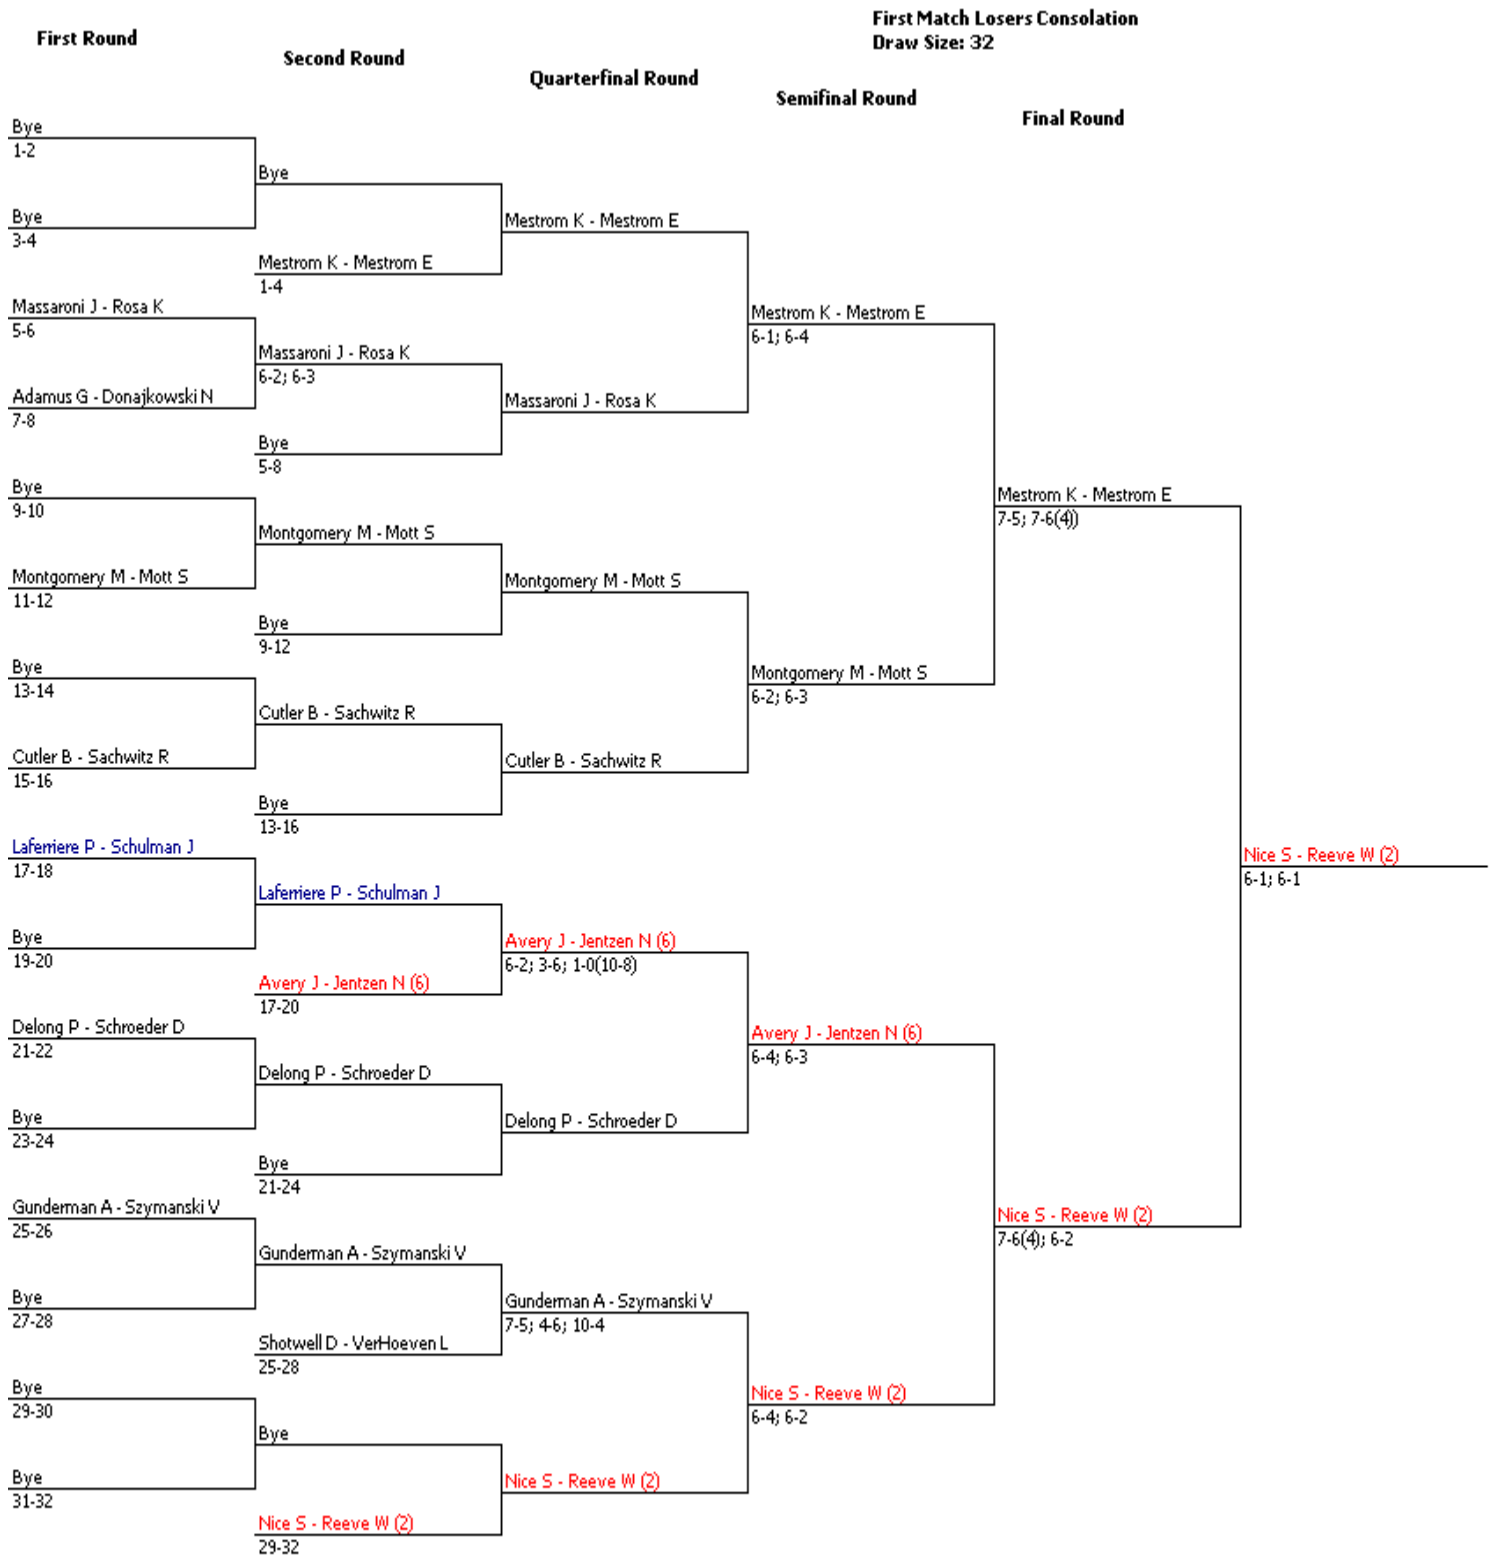 First Match Losers Consolation
Draw Size: 32
First Round
Second Round
Quarterfinal Round
Semifinal Round
Final Round
Bye
1-2
Bye
Bye
3-4
Mestrom K - Mestrom E
Mestrom K - Mestrom E
1-4
Massaroni J - Rosa K
5-6
Mestrom K - Mestrom E
6-1; 6-4
Massaroni J - Rosa K
6-2; 6-3
Adamus G - Donajkowski N
7-8
Massaroni J - Rosa K
Bye
5-8
Bye
9-10
Mestrom K - Mestrom E
7-5; 7-6(4))
Montgomery M - Mott S
Montgomery M - Mott S
11-12
Montgomery M - Mott S
Bye
9-12
Bye
13-14
Montgomery M - Mott S
6-2; 6-3
Cutler B - Sachwitz R
Cutler B - Sachwitz R
15-16
Cutler B - Sachwitz R
Bye
13-16
Laferriere P - Schulman J
17-18
Nice S - Reeve W (2)
6-1; 6-1
Laferriere P - Schulman J
Bye
19-20
Avery J - Jentzen N (6)
6-2; 3-6; 1-0(10-8)
Avery J - Jentzen N (6)
17-20
Delong P - Schroeder D
21-22
Avery J - Jentzen N (6)
6-4; 6-3
Delong P - Schroeder D
Bye
23-24
Delong P - Schroeder D
Bye
21-24
Gunderman A - Szymanski V
25-26
Nice S - Reeve W (2)
7-6(4); 6-2
Gunderman A - Szymanski V
Bye
27-28
Gunderman A - Szymanski V
7-5; 4-6; 10-4
Shotwell D - VerHoeven L
25-28
Bye
29-30
Nice S - Reeve W (2)
6-4; 6-2
Bye
Bye
31-32
Nice S - Reeve W (2)
Nice S - Reeve W (2)
29-32